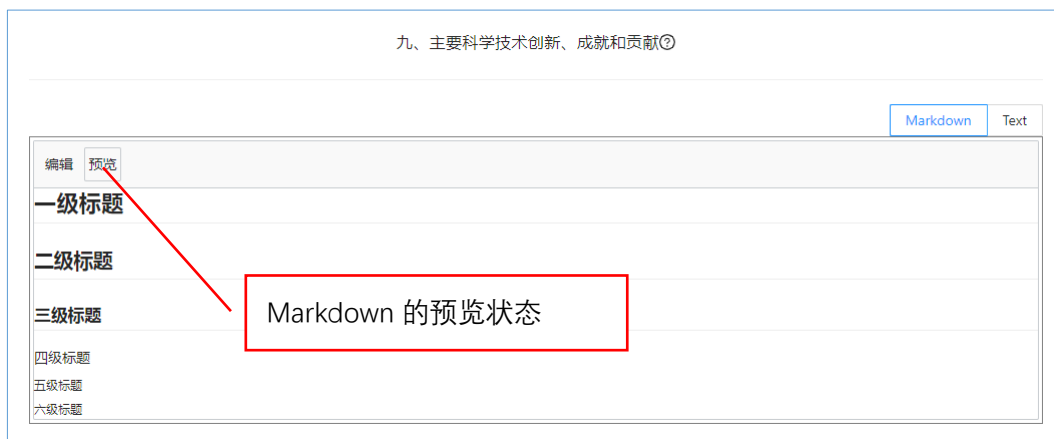 九、主要科学技术创新、成就和贡献?
Markdown Text
编辑 预览
一级标题
二级标题
三级标题
Markdown 的预览状态
四级标题
五级标题
六级标题